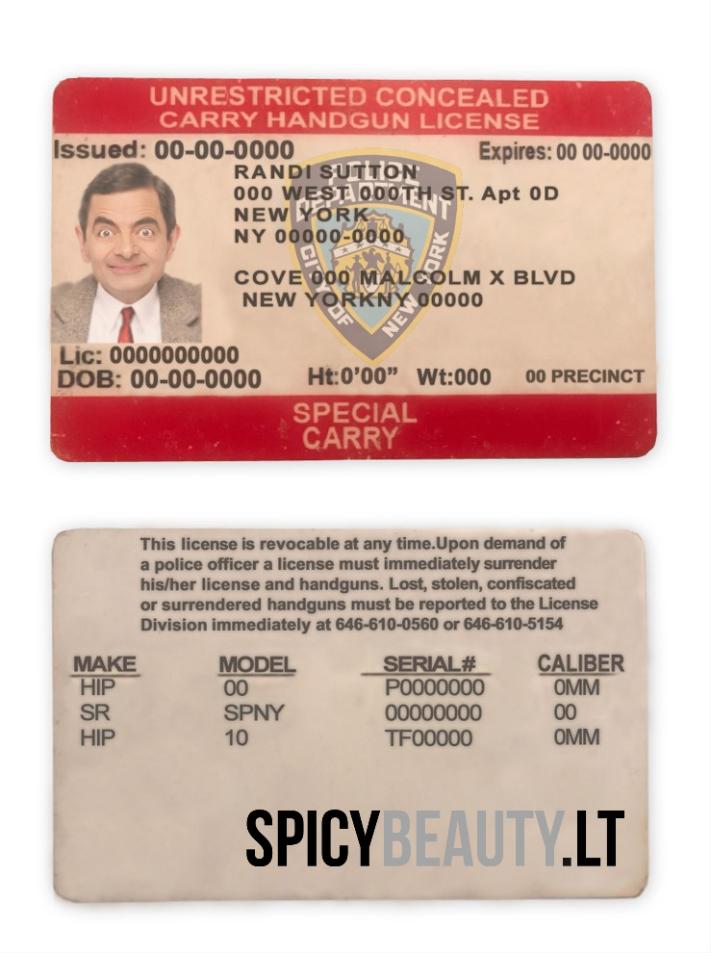 UNRESTRICTED CONCEALED
CARRY HANDGUN LICENSE
Issued: 00-00-0000
Expires: 00 00-0000
RANDI SUTTON
000 WEST 000TH ST. Apt 0D
NEW YORK
NY 00000-0000
COVE 000 MALCOLM X BLVD
NEW YORKNY 00000
POLICE
DEPARTMENT
CITY OF
NEW YORK
Lic: 0000000000
DOB: 00-00-0000
Ht:0'00” Wt:000
00 PRECINCT
SPECIAL
CARRY
This license is revocable at any time.Upon demand of
a police officer a license must immediately surrender
his/her license and handguns. Lost, stolen, confiscated
or surrendered handguns must be reported to the License
Division immediately at 646-610-0560 or 646-610-5154
MAKE MODEL SERIAL# CALIBER
HIP 00 P0000000 0MM
SR SPNY 00000000 00
HIP 10 TF00000 0MM
SPICYBEAUTY.LT